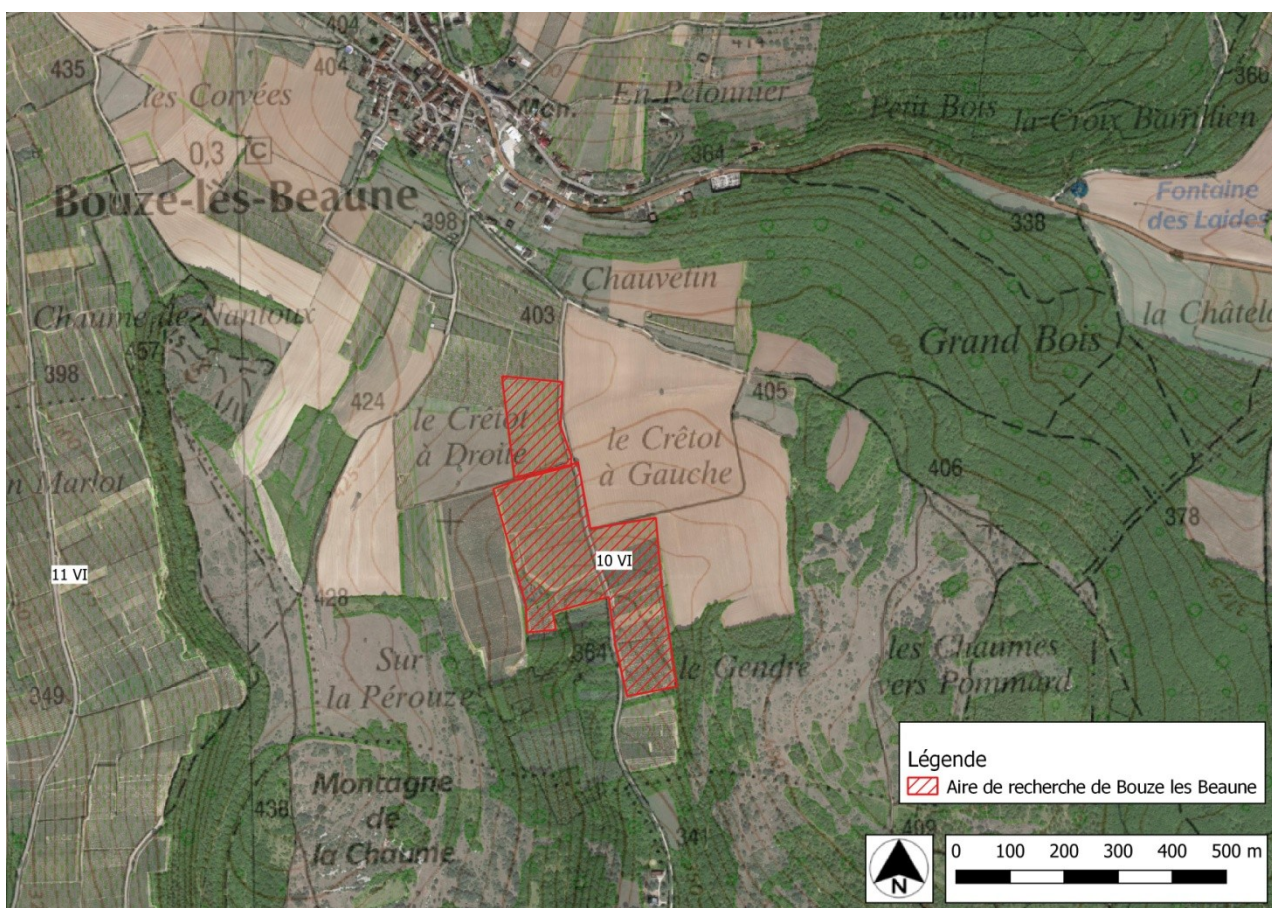 404
404
435
les Corvées
Mon.
En Pétonnier
Petit Bois
la Croix Barrillien
360
0,3 C
364
Bouze-lès-Beaune
398
338
Fontaine
des Laides
Chauvetin
403
Chaume de Nantoux
457
398
Grand Bois
424
405
le Crêtot
à Droite
le Crêtot
à Gauche
406
378
11 VI
10 VI
428
364
Sur
la Pérouze
le Gendre
les Chaumes
vers Pommard
349
Montagne
de
la Chaume
438
341
409
Légende
Aire de recherche de Bouze les Beaune
N
0 100 200 300 400 500 m